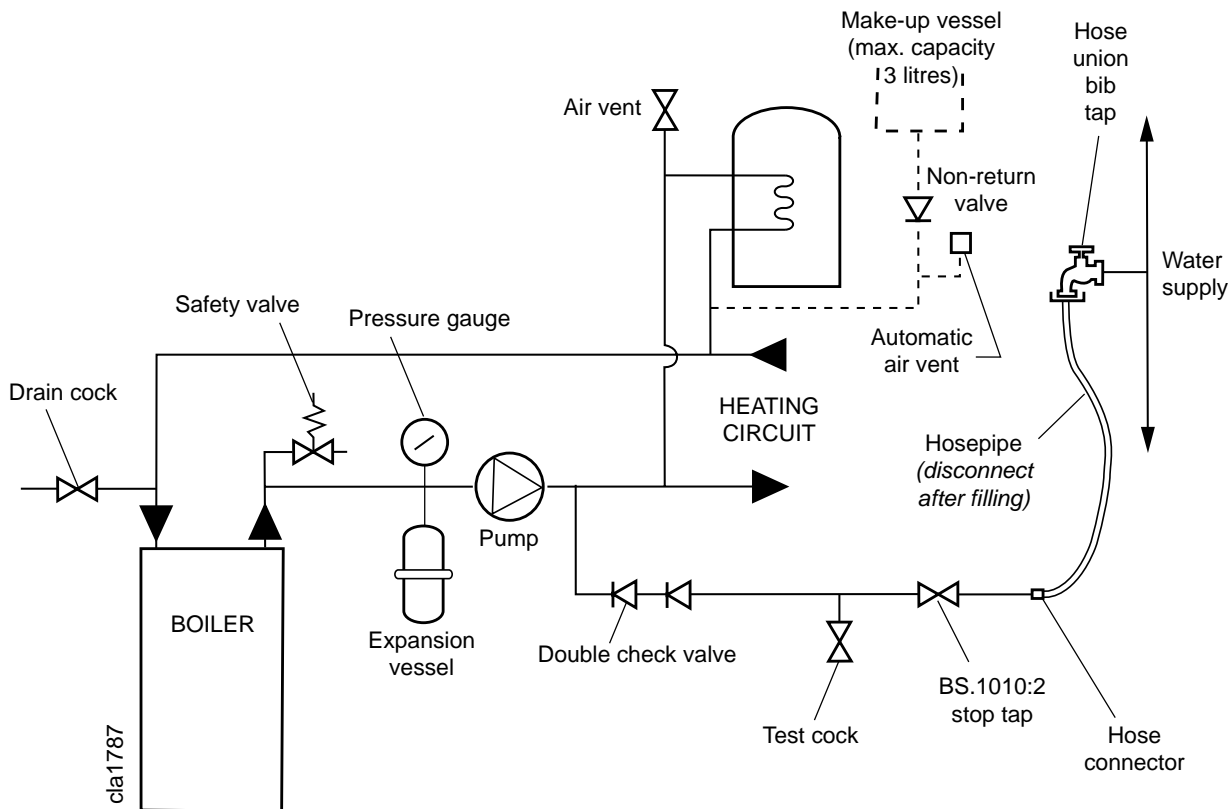 Make-up vessel
(max. capacity
3 litres)
Hose
union
bib
tap
Air vent
Non-return
valve
Water
supply
Safety valve
Pressure gauge
Automatic
air vent
Drain cock
HEATING
CIRCUIT
Hosepipe
(disconnect
after filling)
Pump
BOILER
Expansion
vessel
Double check valve
BS.1010:2
stop tap
Test cock
Hose
connector
cla1787